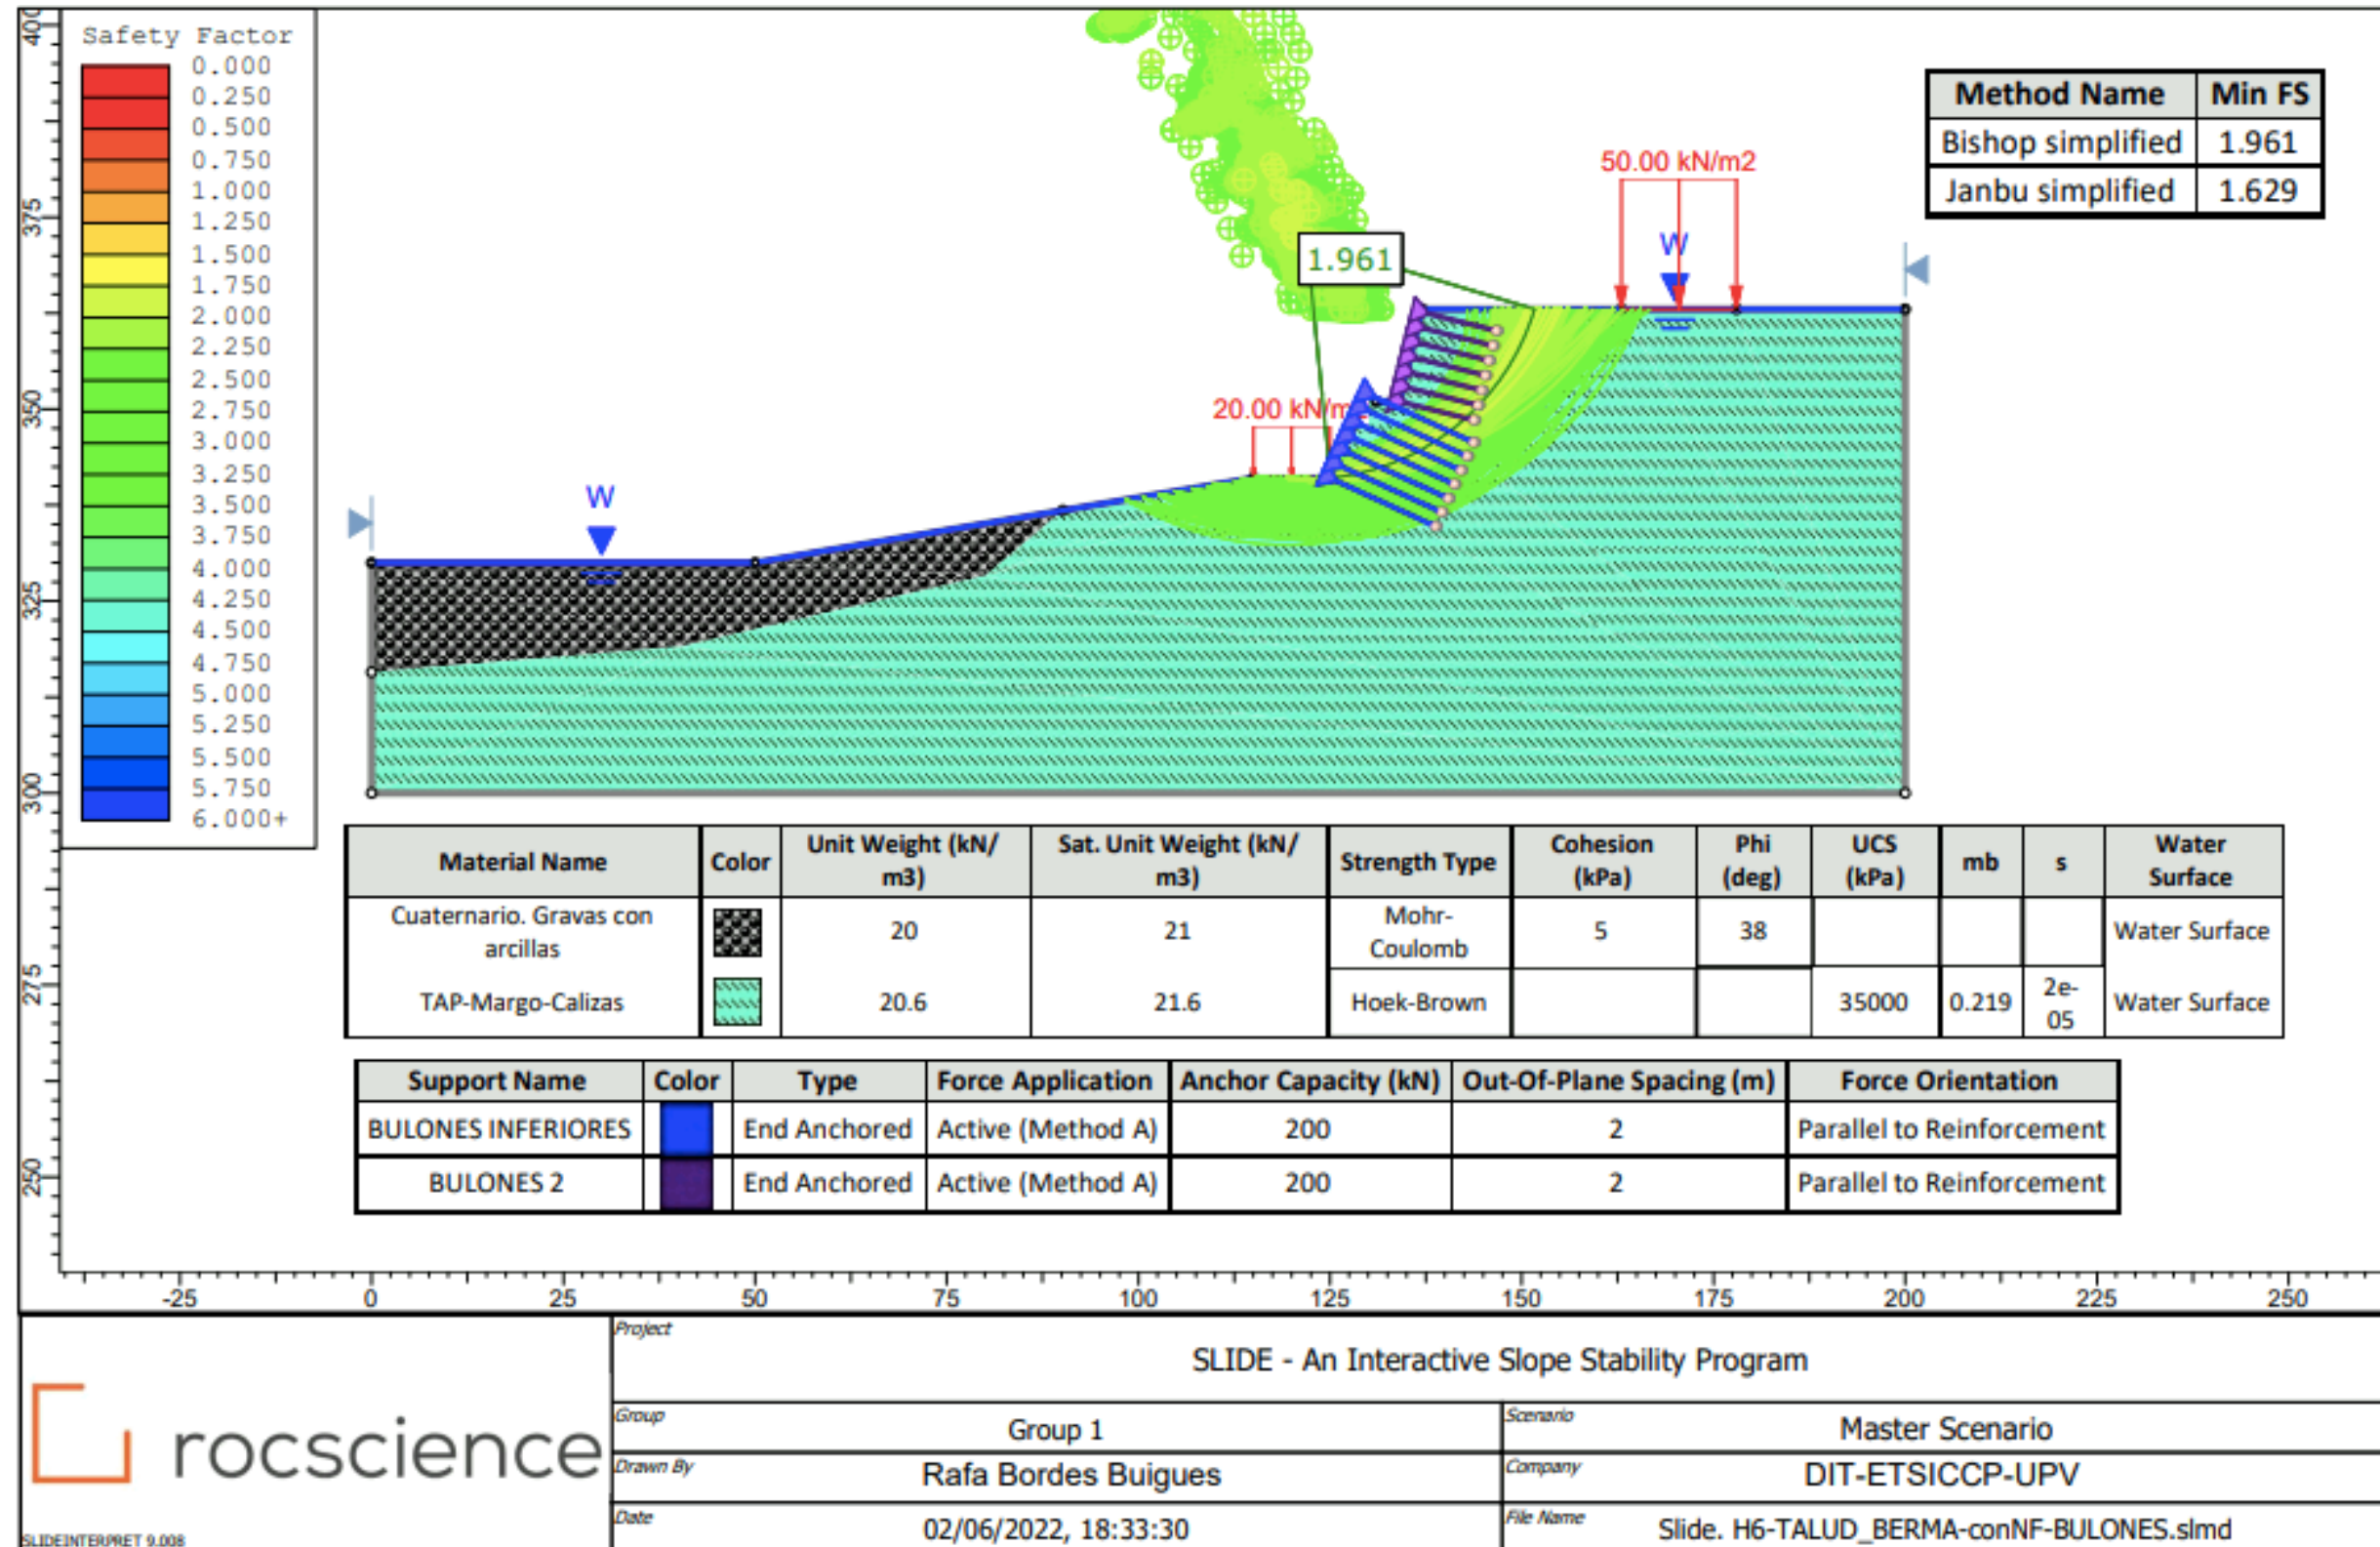 Safety Factor
0.000
0.250
0.500
0.750
1.000
1.250
1.500
1.750
2.000
2.250
2.500
2.750
3.000
3.250
3.500
3.750
4.000
4.250
4.500
4.750
5.000
5.250
5.500
5.750
6.000+
400
375
350
325
300
275
250
Method Name Min FS
Bishop simplified 1.961
Janbu simplified 1.629
50.00 kN/m2
W
1.961
20.00 kN/m
W
Material Name Color Unit Weight (kN/
m3) Sat. Unit Weight (kN/
m3) Strength Type Cohesion
(kPa) Phi
(deg) UCS
(kPa) mb s Water
Surface
Cuaternario. Gravas con
arcillas 20 21 Mohr-
Coulomb 5 38 Water Surface
TAP-Margo-Calizas 20.6 21.6 Hoek-Brown 35000 0.219 2e-
05 Water Surface
Support Name Color Type Force Application Anchor Capacity (kN) Out-Of-Plane Spacing (m) Force Orientation
BULONES INFERIORES End Anchored Active (Method A) 200 2 Parallel to Reinforcement
BULONES 2 End Anchored Active (Method A) 200 2 Parallel to Reinforcement
-25 0 25 50 75 100 125 150 175 200 225 250
rocscience
SLIDEINTERPRET 9.008
Project
SLIDE - An Interactive Slope Stability Program
Group Group 1 Scenario Master Scenario
Drawn By Rafa Bordes Buigues Company DIT-ETSICCP-UPV
Date 02/06/2022, 18:33:30 File Name Slide. H6-TALUD_BERMA-conNF-BULONES.slmd